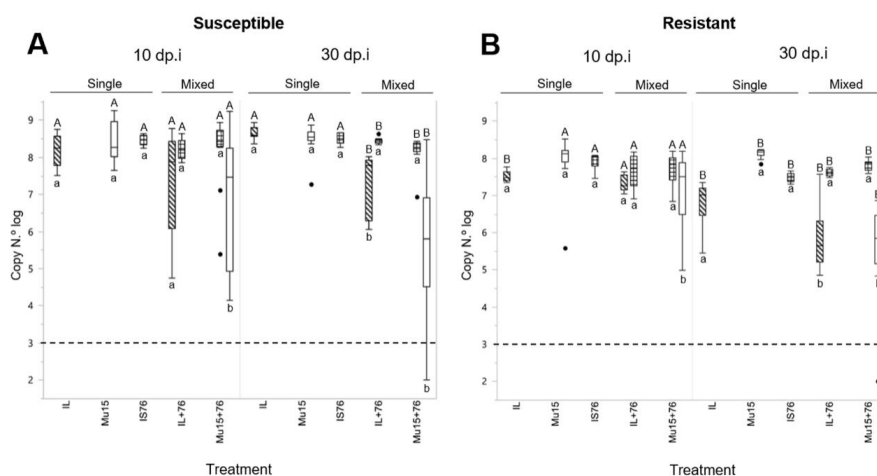 Susceptible
A
10 dp.i
30 dp.i
Single
Mixed
Single
Mixed
Copy N.º log
9
8
7
6
5
4
3
2
A A A A A A A
a a a a a a b
A A A B B B B
a a a b a a b
IL
Mu15
IS76
IL+76
Mu15+76
IL
Mu15
IS76
IL+76
Mu15+76
Treatment
Resistant
B
10 dp.i
30 dp.i
Single
Mixed
Single
Mixed
Copy N.º log
9
8
7
6
5
4
3
2
B A B A A A A
a a a a a a b
B B B B B B
a a a b a a
IL
Mu15
IS76
IL+76
Mu15+76
IL
Mu15
IS76
IL+76
Mu15+76
Treatment